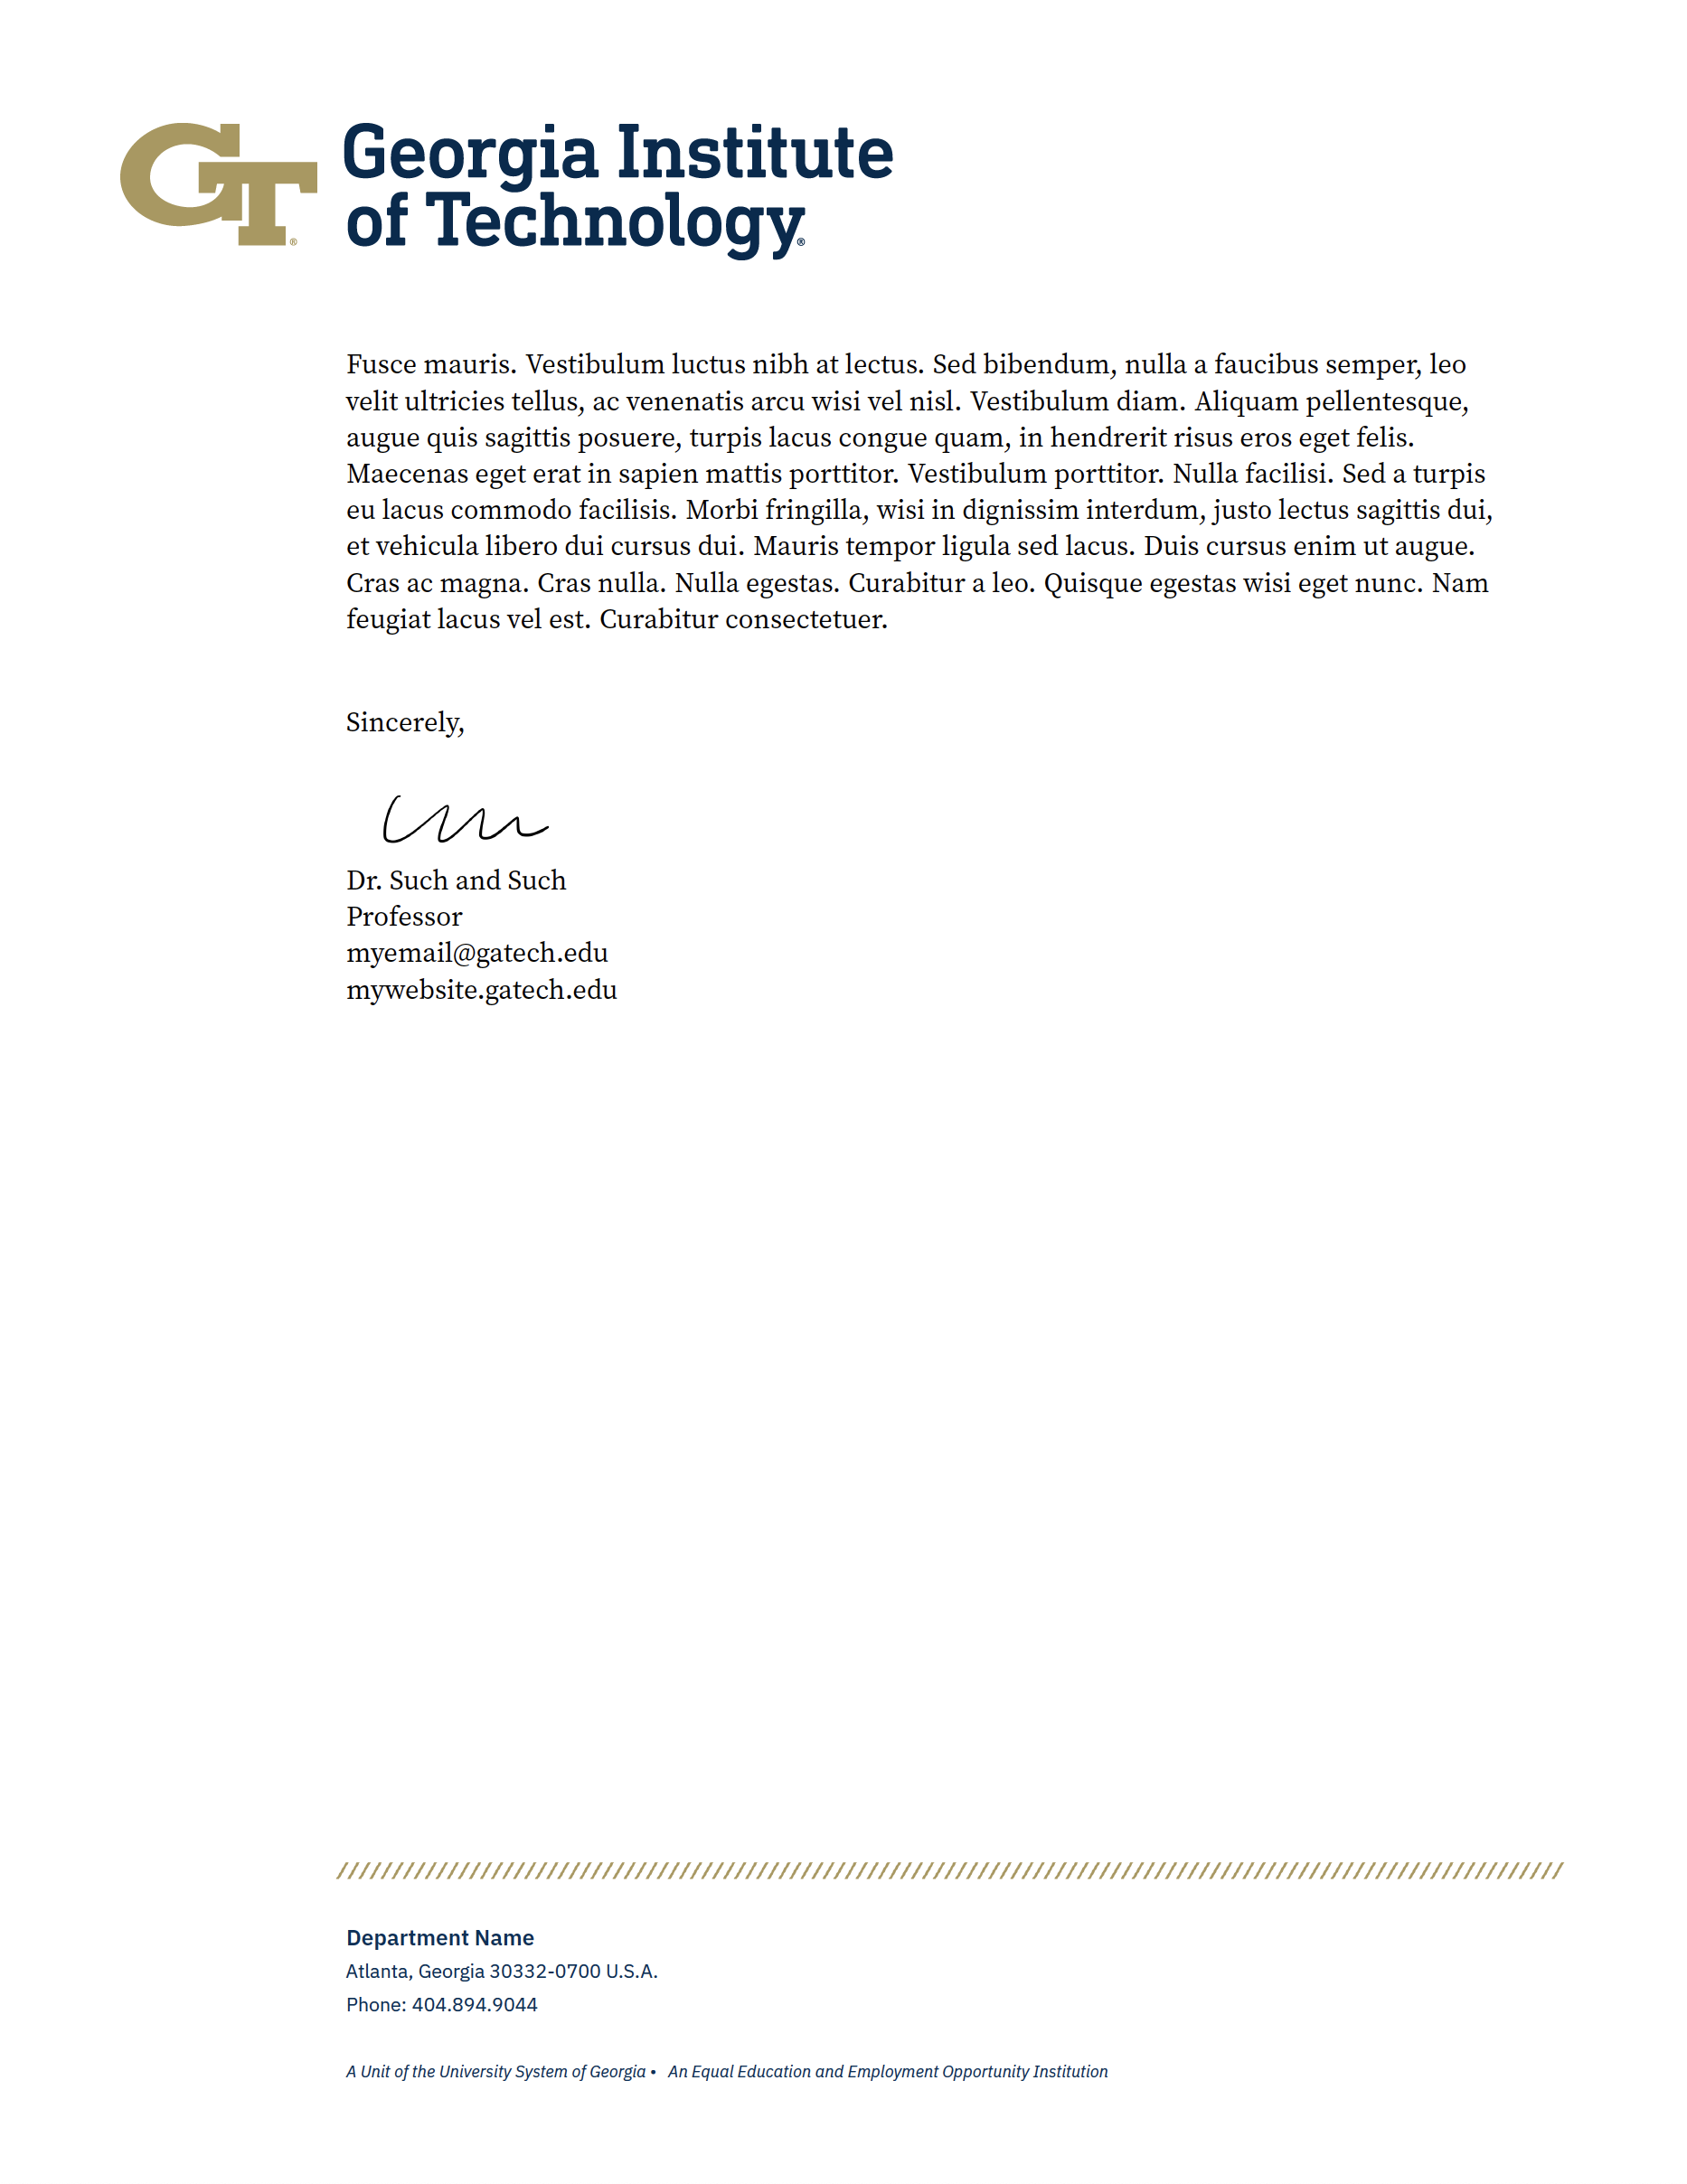 GT®
Georgia Institute
of Technology®
Fusce mauris. Vestibulum luctus nibh at lectus. Sed bibendum, nulla a faucibus semper, leo
velit ultricies tellus, ac venenatis arcu wisi vel nisl. Vestibulum diam. Aliquam pellentesque,
augue quis sagittis posuere, turpis lacus congue quam, in hendrerit risus eros eget felis.
Maecenas eget erat in sapien mattis porttitor. Vestibulum porttitor. Nulla facilisi. Sed a turpis
eu lacus commodo facilisis. Morbi fringilla, wisi in dignissim interdum, justo lectus sagittis dui,
et vehicula libero dui cursus dui. Mauris tempor ligula sed lacus. Duis cursus enim ut augue.
Cras ac magna. Cras nulla. Nulla egestas. Curabitur a leo. Quisque egestas wisi eget nunc. Nam
feugiat lacus vel est. Curabitur consectetuer.
Sincerely,
Dr. Such and Such
Professor
myemail@gatech.edu
mywebsite.gatech.edu
Department Name
Atlanta, Georgia 30332-0700 U.S.A.
Phone: 404.894.9044
A Unit of the University System of Georgia • An Equal Education and Employment Opportunity Institution